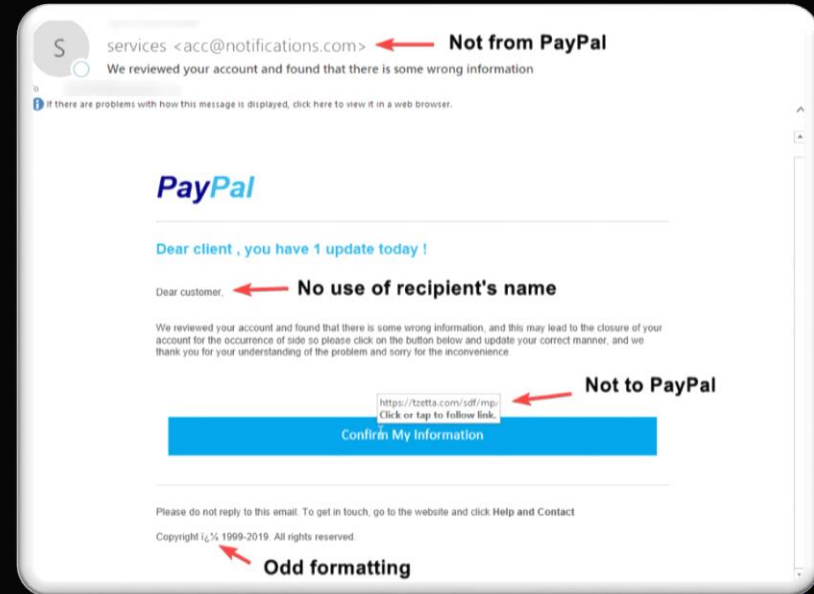 S
services <acc@notifications.com>
Not from PayPal
We reviewed your account and found that there is some wrong information
If there are problems with how this message is displayed, click here to view it in a web browser.
PayPal
Dear client , you have 1 update today !
Dear customer,
No use of recipient's name
We reviewed your account and found that there is some wrong information, and this may lead to the closure of your
account for the occurrence of side so please click on the button below and update your correct manner, and we
thank you for your understanding of the problem and sorry for the inconvenience
Not to PayPal
https://tzetta.com/sdf/mp/
Click or tap to follow link.
Confirm My Information
Please do not reply to this email. To get in touch, go to the website and click Help and Contact
Copyright ï¿½ 1999-2019. All rights reserved.
Odd formatting